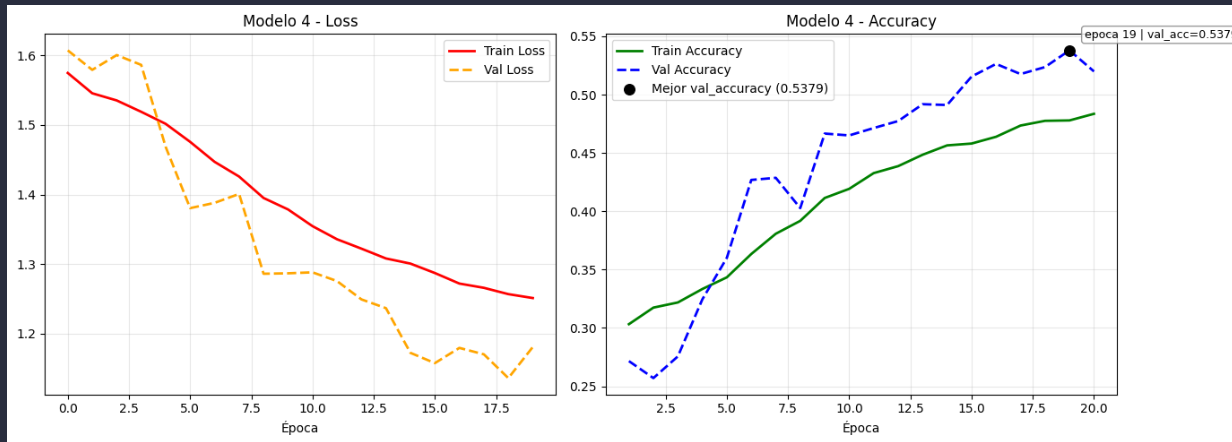 Modelo 4 - Loss
1.6
1.5
1.4
1.3
1.2
Train Loss
Val Loss
0.0 2.5 5.0 7.5 10.0 12.5 15.0 17.5
Época
Modelo 4 - Accuracy
0.55
0.50
0.45
0.40
0.35
0.30
0.25
Train Accuracy
Val Accuracy
Mejor val_accuracy (0.5379)
epoca 19 | val_acc=0.5379
2.5 5.0 7.5 10.0 12.5 15.0 17.5 20.0
Época